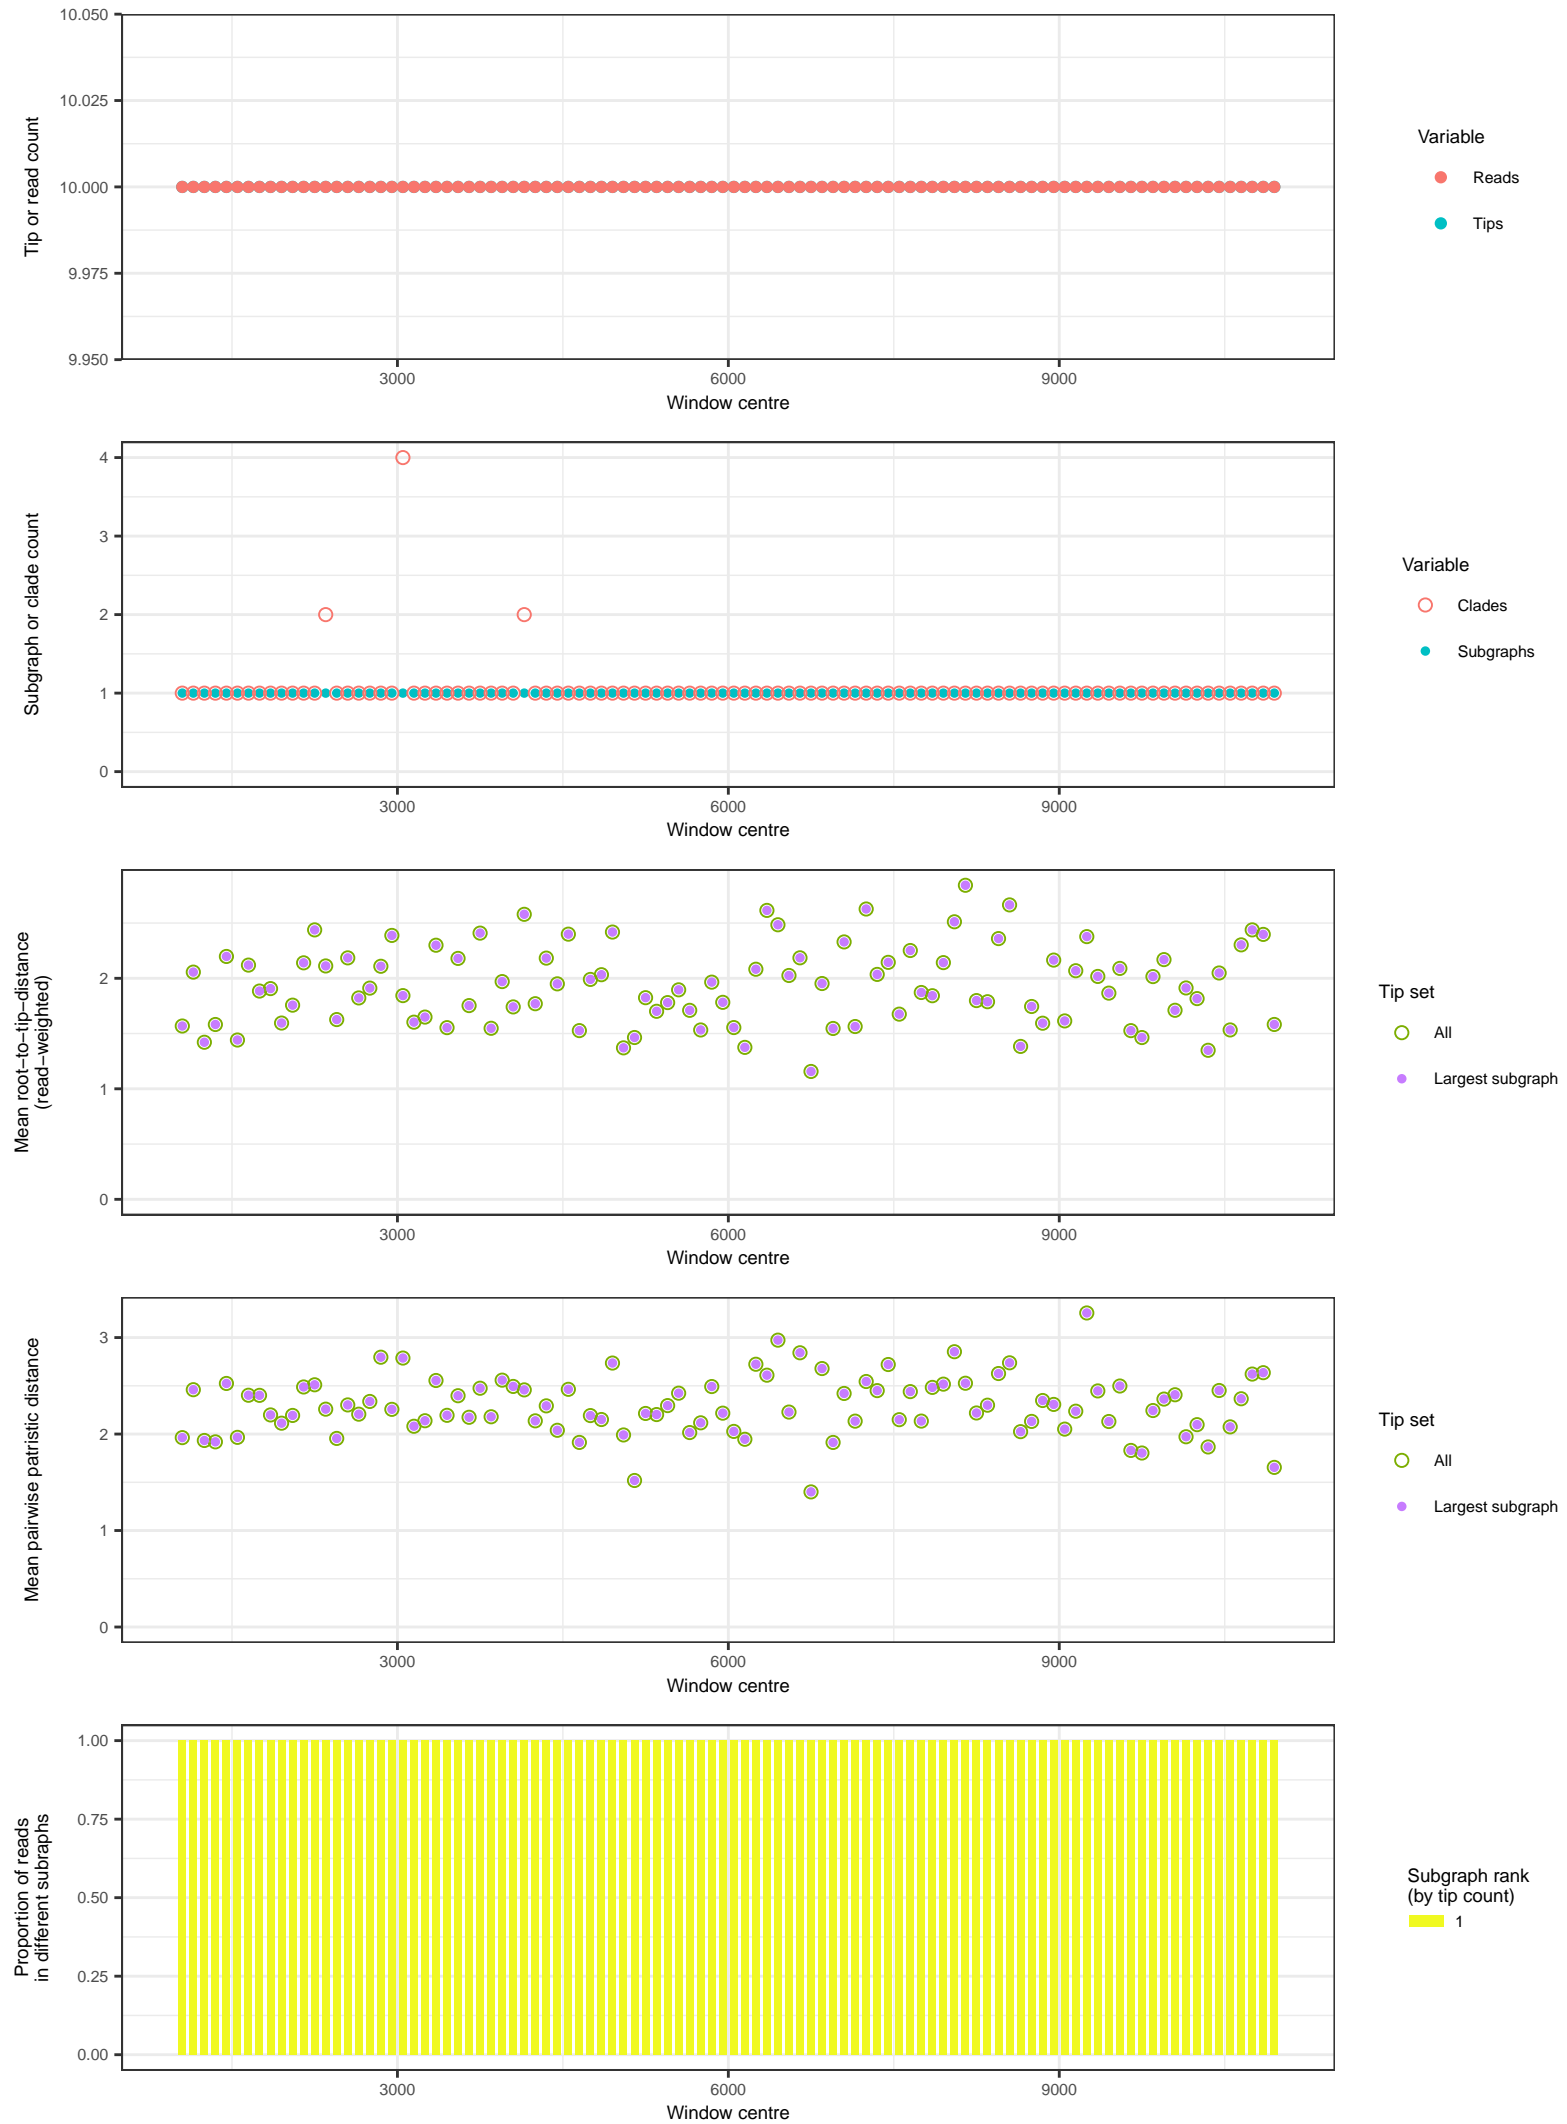 10.050
10.025
10.000
9.975
9.950
Tip or read count
3000 6000 9000
Window centre
Variable
Reads
Tips
4
3
2
1
0
Subgraph or clade count
3000 6000 9000
Window centre
Variable
Clades
Subgraphs
2
1
0
Mean root−to−tip−distance
(read−weighted)
3000 6000 9000
Window centre
Tip set
All
Largest subgraph
3
2
1
0
Mean pairwise patristic distance
3000 6000 9000
Window centre
Tip set
All
Largest subgraph
1.00
0.75
0.50
0.25
0.00
Proportion of reads
in different subraphs
3000 6000 9000
Window centre
Subgraph rank
(by tip count)
1